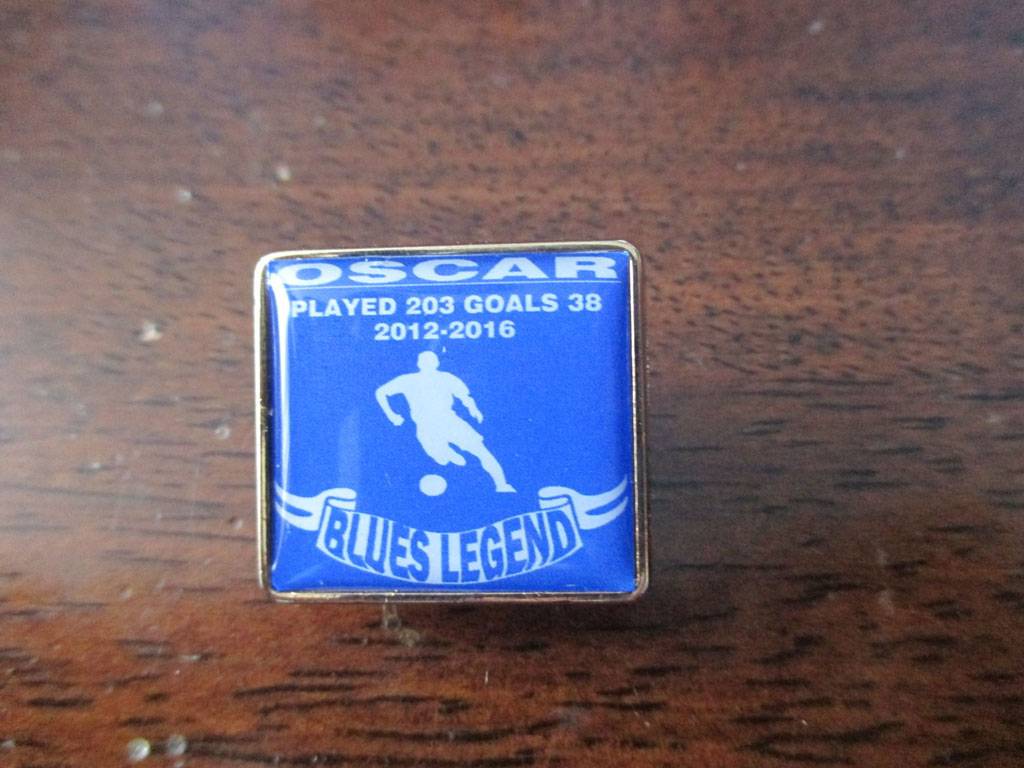 OSCAR
PLAYED 203 GOALS 38
2012-2016
BLUES LEGEND